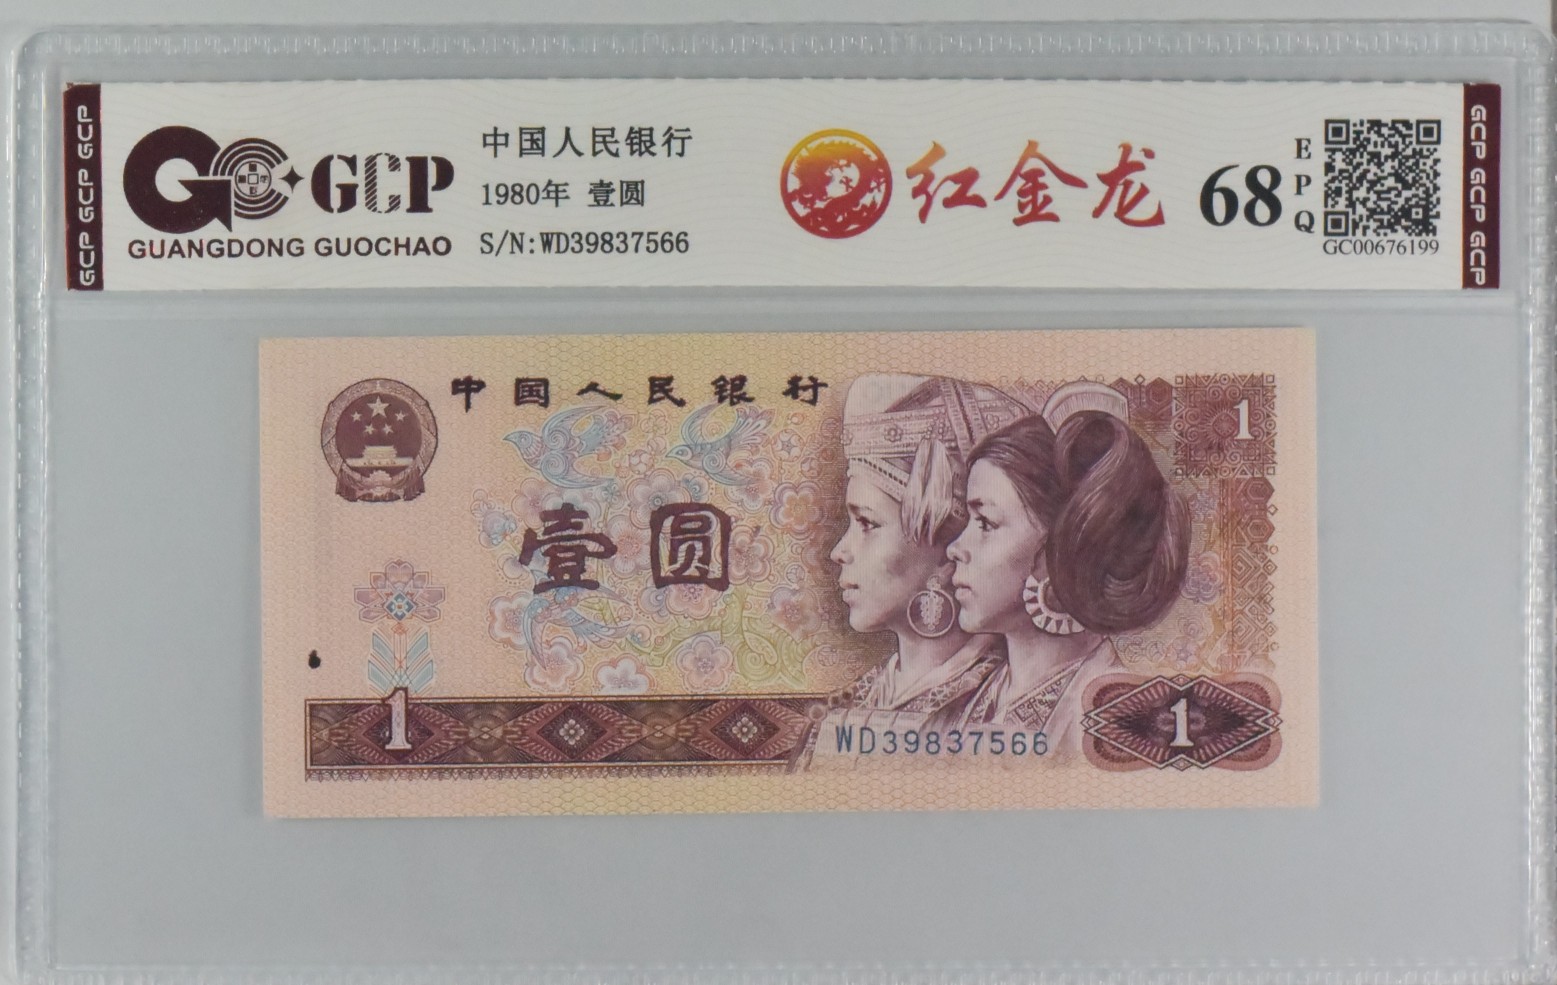 GCP GCP GCP
GCP
GUANGDONG GUOCHAO
中国人民银行
1980年 壹圆
S/N:WD39837566
红金龙
68
EPQ
GC00676199
GCP GCP GCP
中国人民银行
1
壹圆
1
WD39837566
1